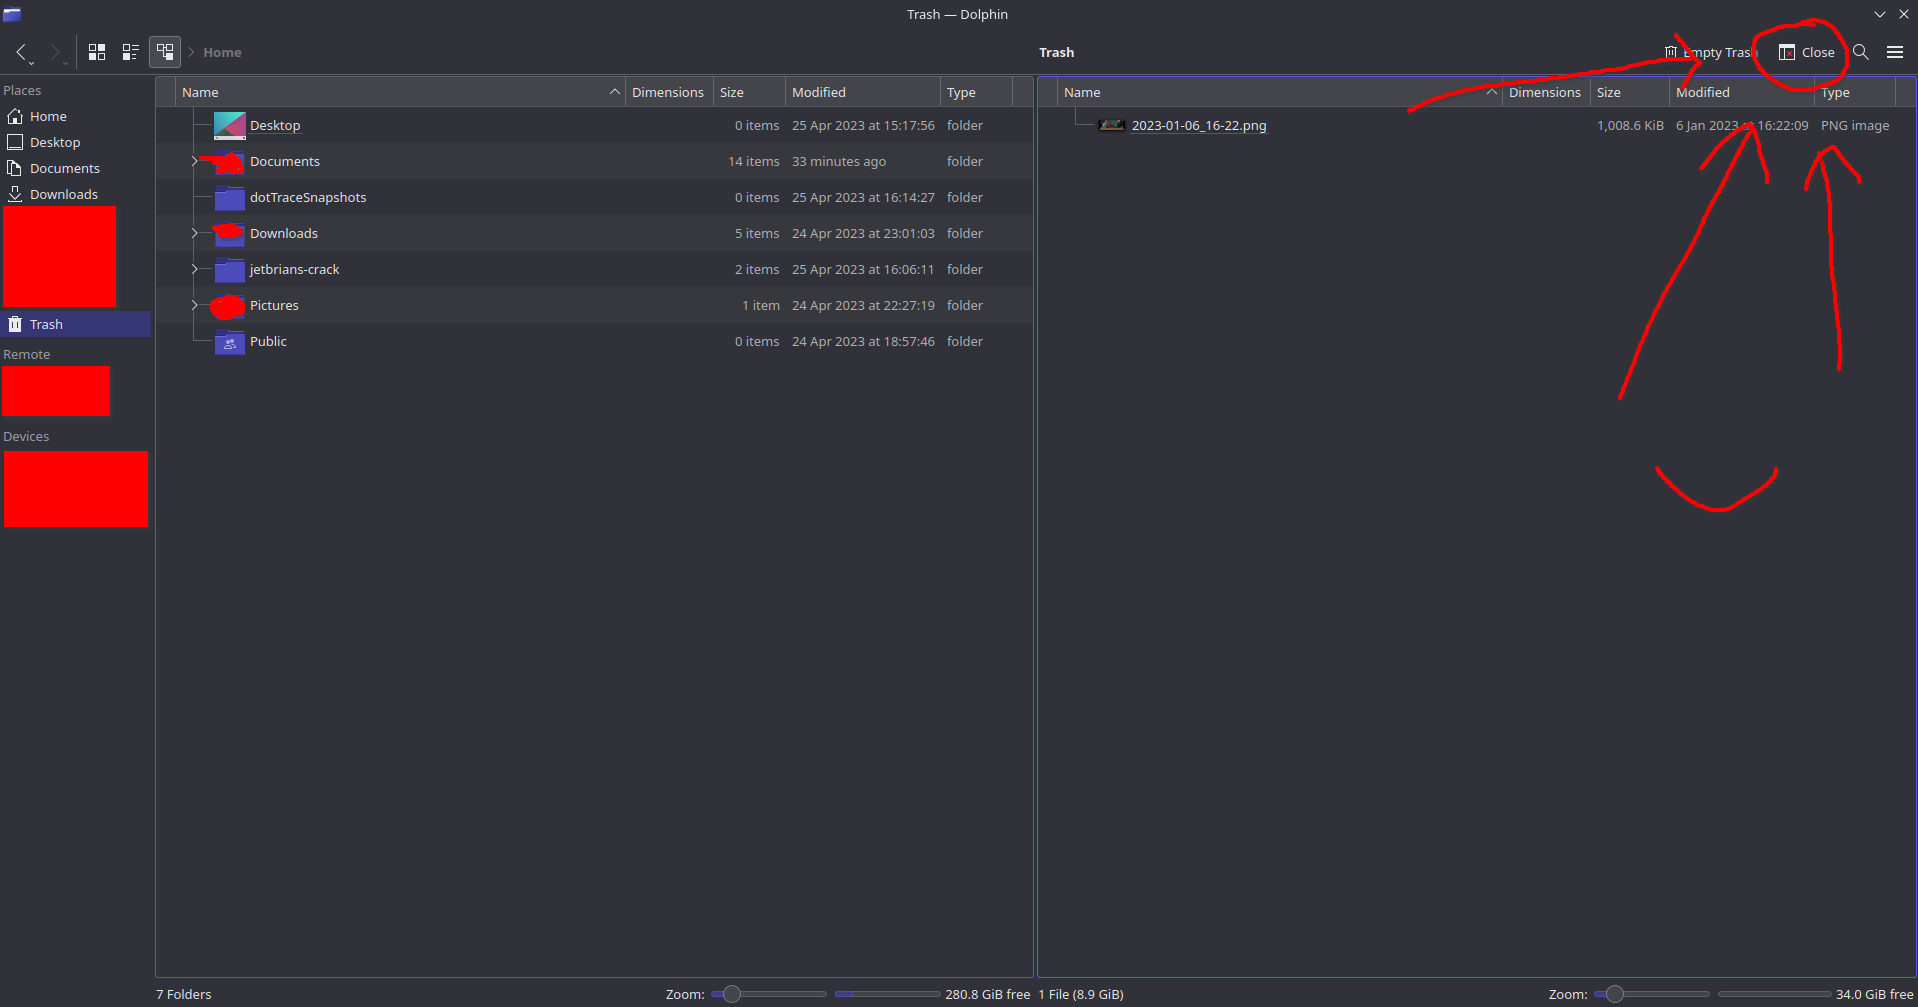 Trash — Dolphin
Home
Trash
Empty Trash
Close
Places
Home
Desktop
Documents
Downloads
Trash
Remote
Devices
Name Dimensions Size Modified Type
Desktop 0 items 25 Apr 2023 at 15:17:56 folder
Documents 14 items 33 minutes ago folder
dotTraceSnapshots 0 items 25 Apr 2023 at 16:14:27 folder
Downloads 5 items 24 Apr 2023 at 23:01:03 folder
jetbrians-crack 2 items 25 Apr 2023 at 16:06:11 folder
Pictures 1 item 24 Apr 2023 at 22:27:19 folder
Public 0 items 24 Apr 2023 at 18:57:46 folder
Name Dimensions Size Modified Type
2023-01-06_16-22.png 1,008.6 KiB 6 Jan 2023 at 16:22:09 PNG image
7 Folders Zoom: 280.8 GiB free
1 File (8.9 GiB) Zoom: 34.0 GiB free